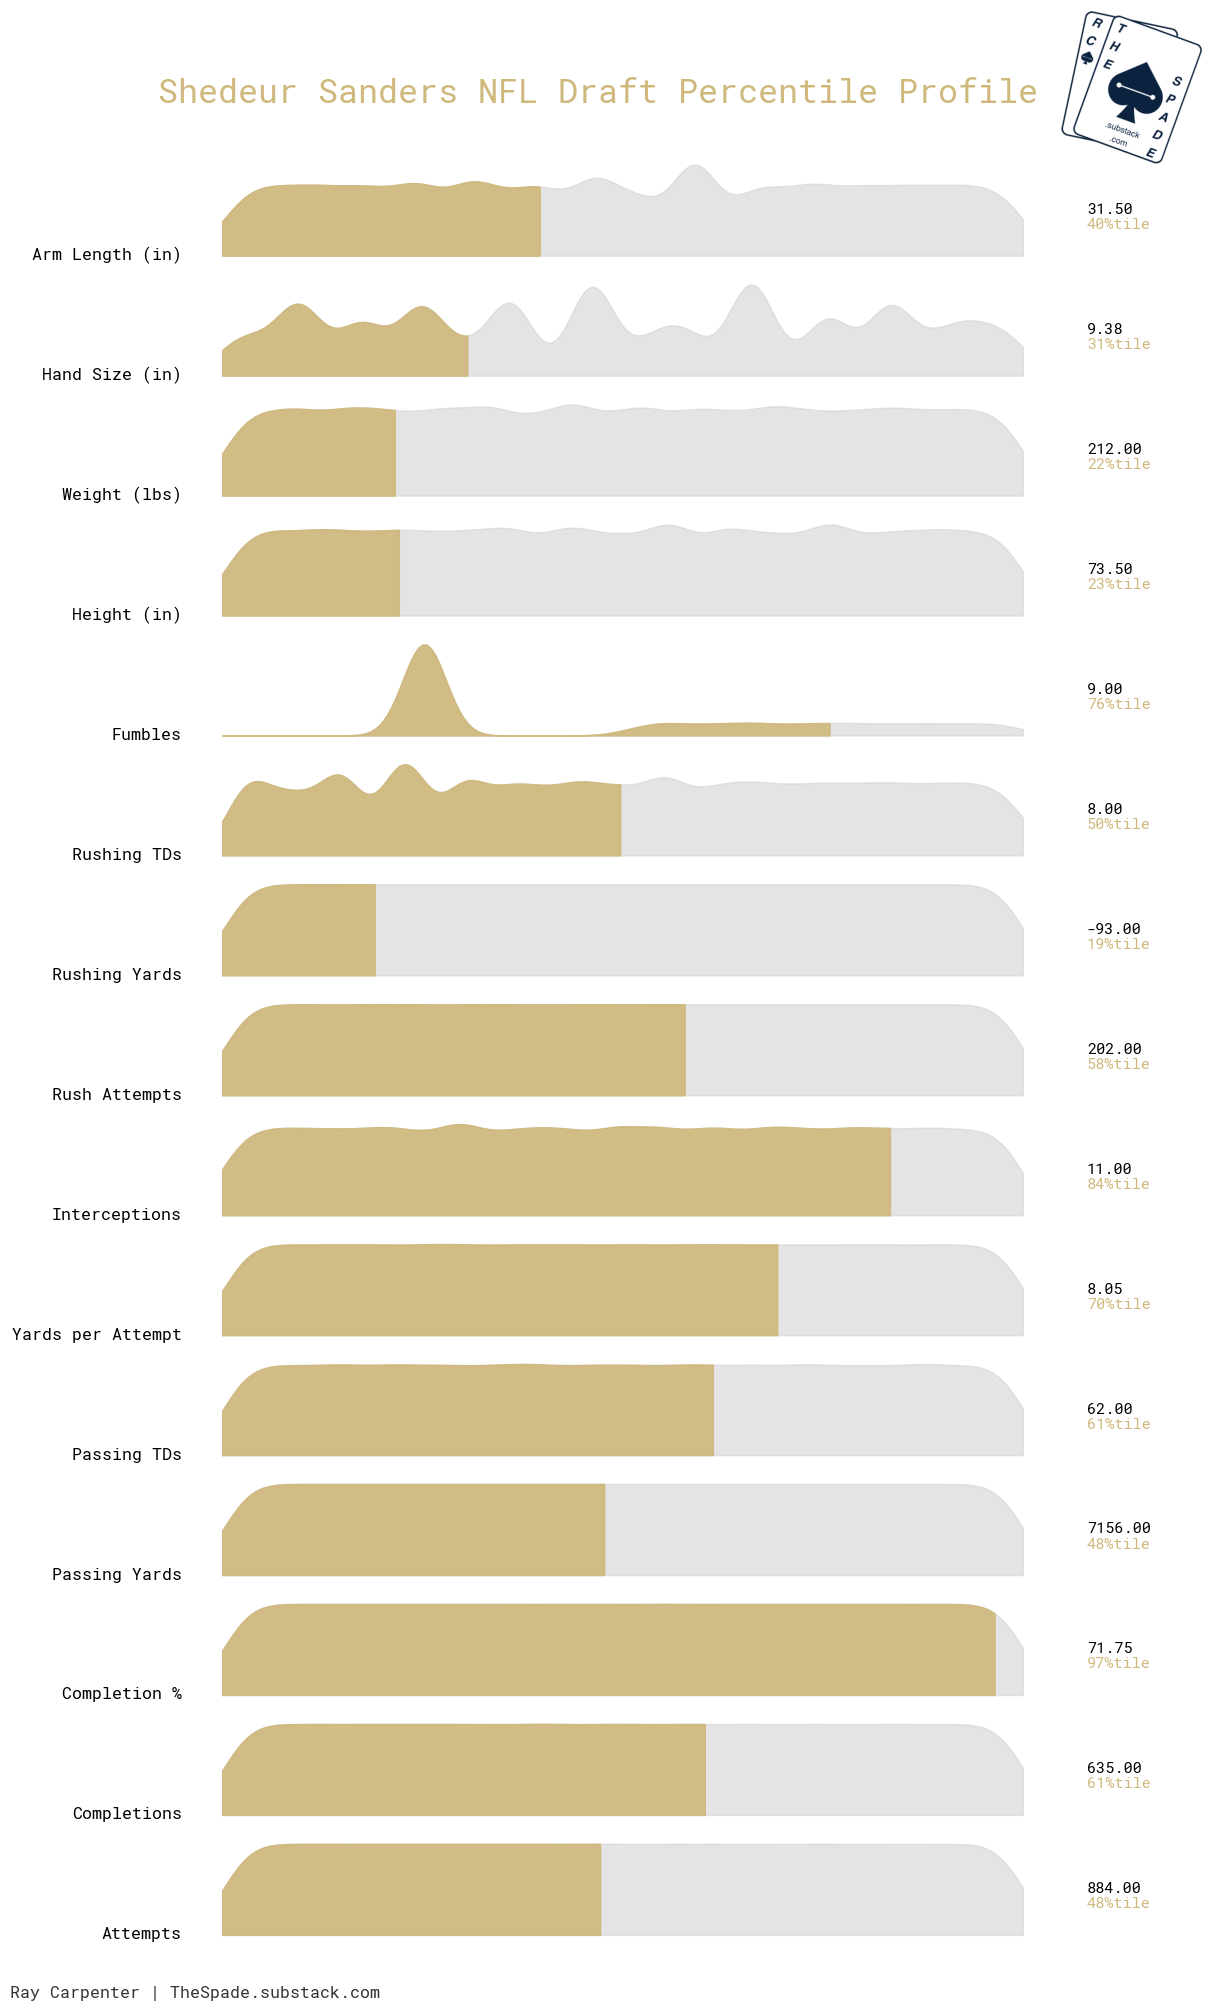 R
C
T
H
E
S
P
A
D
E
.substack
.com
Shedeur Sanders NFL Draft Percentile Profile
Arm Length (in)
31.50
40%tile
Hand Size (in)
9.38
31%tile
Weight (lbs)
212.00
22%tile
Height (in)
73.50
23%tile
Fumbles
9.00
76%tile
Rushing TDs
8.00
50%tile
Rushing Yards
-93.00
19%tile
Rush Attempts
202.00
58%tile
Interceptions
11.00
84%tile
Yards per Attempt
8.05
70%tile
Passing TDs
62.00
61%tile
Passing Yards
7156.00
48%tile
Completion %
71.75
97%tile
Completions
635.00
61%tile
Attempts
884.00
48%tile
Ray Carpenter | TheSpade.substack.com